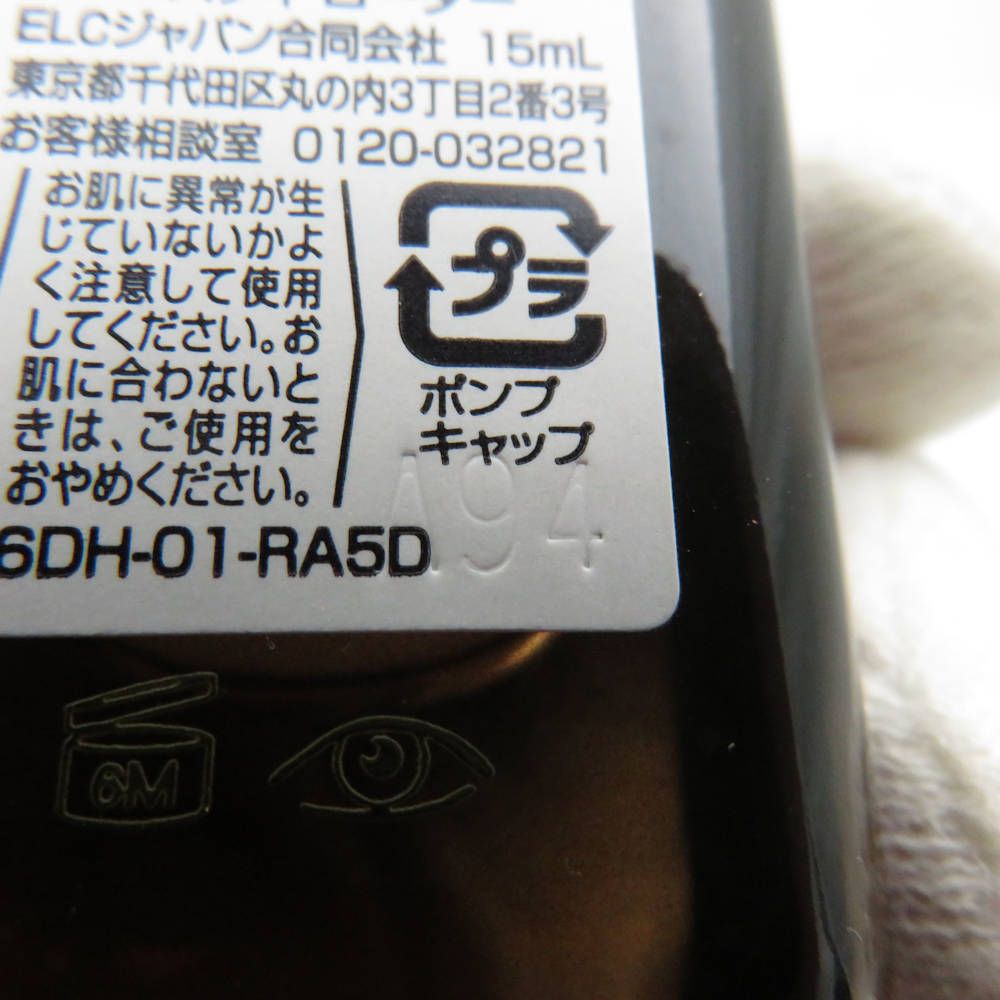 ELCジャパン合同会社 15mL
東京都千代田区丸の内3丁目2番3号
お客様相談室 0120-032821
お肌に異常が生
じていないかよ
く注意して使用
してください。お
肌に合わないと
きは、ご使用を
おやめください。
プラ
ポンプ
キャップ
A94
6DH-01-RA5D
6M